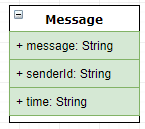 Message
+ message: String
+ senderId: String
+ time: String